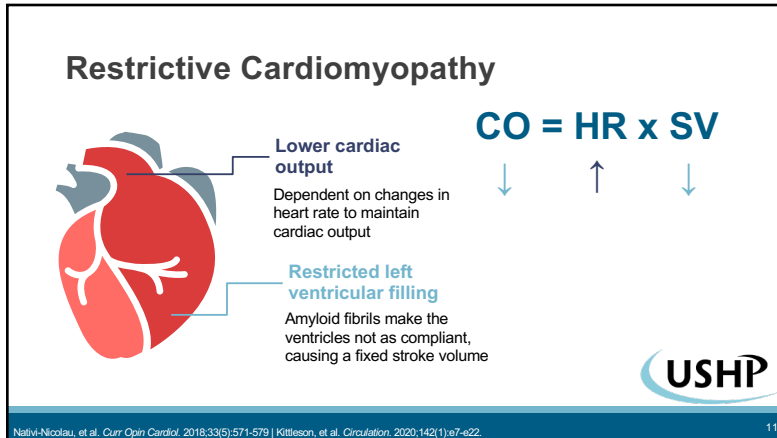 Restrictive Cardiomyopathy
CO = HR x SV
↓ ↑ ↓
Lower cardiac
output
Dependent on changes in
heart rate to maintain
cardiac output
Restricted left
ventricular filling
Amyloid fibrils make the
ventricles not as compliant,
causing a fixed stroke volume
USHP
Nativi-Nicolau, et al. Curr Opin Cardiol. 2018;33(5):571-579 | Kittleson, et al. Circulation. 2020;142(1):e7-e22.
11